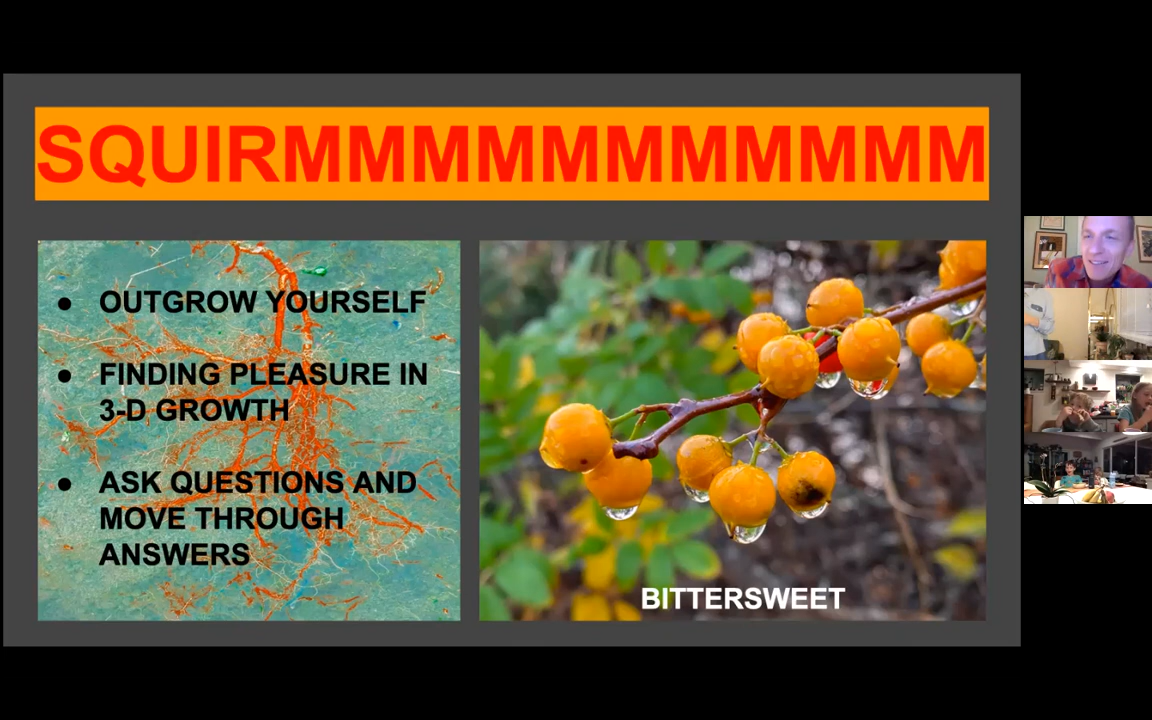 SQUIRMMMMMMMMMMM
● OUTGROW YOURSELF
● FINDING PLEASURE IN
3-D GROWTH
● ASK QUESTIONS AND
MOVE THROUGH
ANSWERS
BITTERSWEET